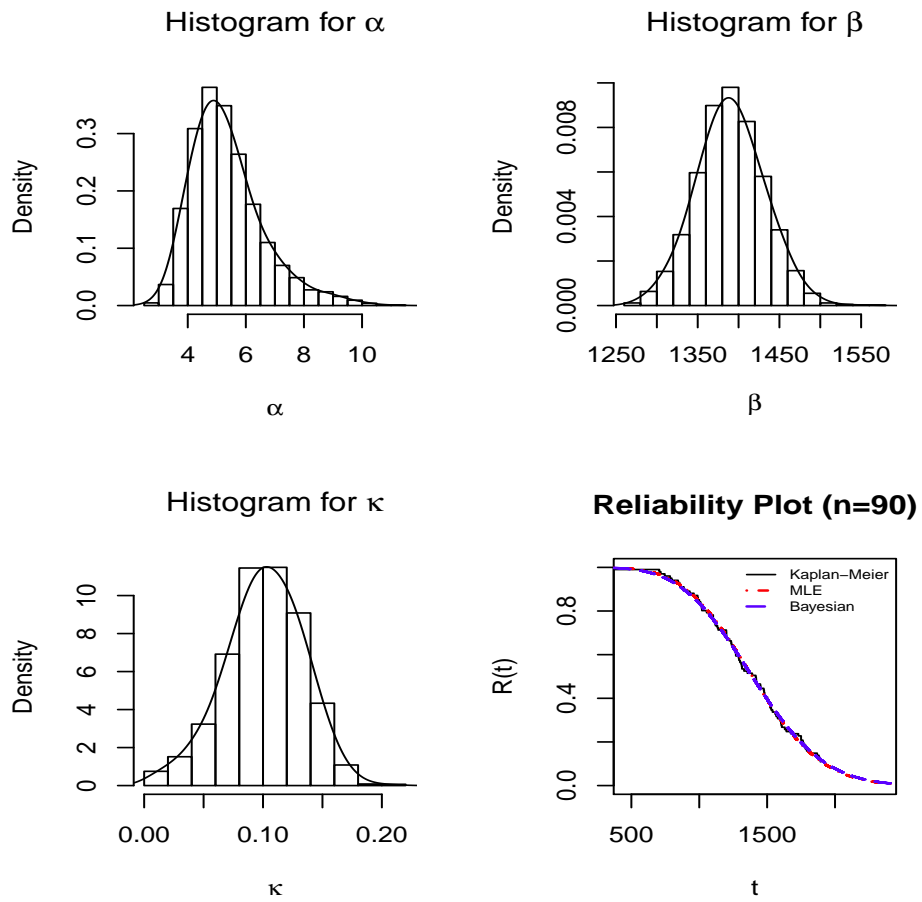 Histogram for α
Density
0.0 0.1 0.2 0.3
4 6 8 10
α
Histogram for β
Density
0.000 0.004 0.008
1250 1350 1450 1550
β
Histogram for κ
Density
0 2 4 6 8 10
0.00 0.10 0.20
κ
Reliability Plot (n=90)
R(t)
0.0 0.4 0.8
Kaplan−Meier
MLE
Bayesian
500 1500
t